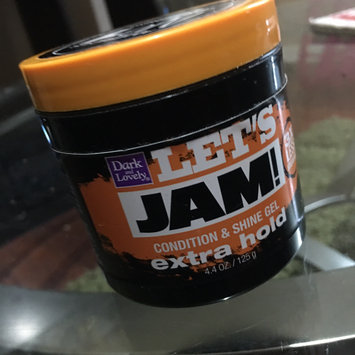 Dark
and
Lovely®
LET'S
JAM!
CONDITION & SHINE GEL
extra hold
4.4 OZ. / 125 g